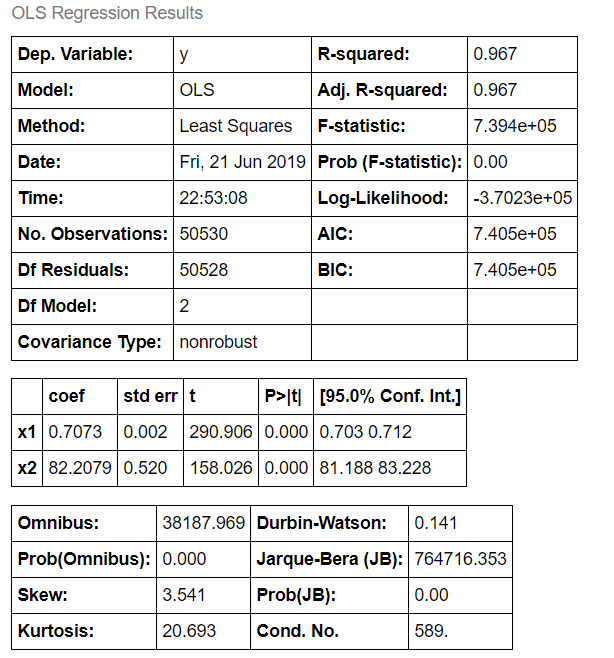 OLS Regression Results
Dep. Variable: y R-squared: 0.967
Model: OLS Adj. R-squared: 0.967
Method: Least Squares F-statistic: 7.394e+05
Date: Fri, 21 Jun 2019 Prob (F-statistic): 0.00
Time: 22:53:08 Log-Likelihood: -3.7023e+05
No. Observations: 50530 AIC: 7.405e+05
Df Residuals: 50528 BIC: 7.405e+05
Df Model: 2
Covariance Type: nonrobust
coef std err t P>|t| [95.0% Conf. Int.]
x1 0.7073 0.002 290.906 0.000 0.703 0.712
x2 82.2079 0.520 158.026 0.000 81.188 83.228
Omnibus: 38187.969 Durbin-Watson: 0.141
Prob(Omnibus): 0.000 Jarque-Bera (JB): 764716.353
Skew: 3.541 Prob(JB): 0.00
Kurtosis: 20.693 Cond. No. 589.